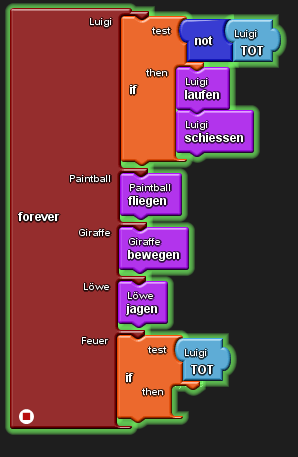 Luigi
test
not
Luigi
TOT
then
if
Luigi
laufen
Luigi
schiessen
Paintball
Paintball
fliegen
forever
Giraffe
Giraffe
bewegen
Löwe
Löwe
jagen
Feuer
test
Luigi
TOT
if
then